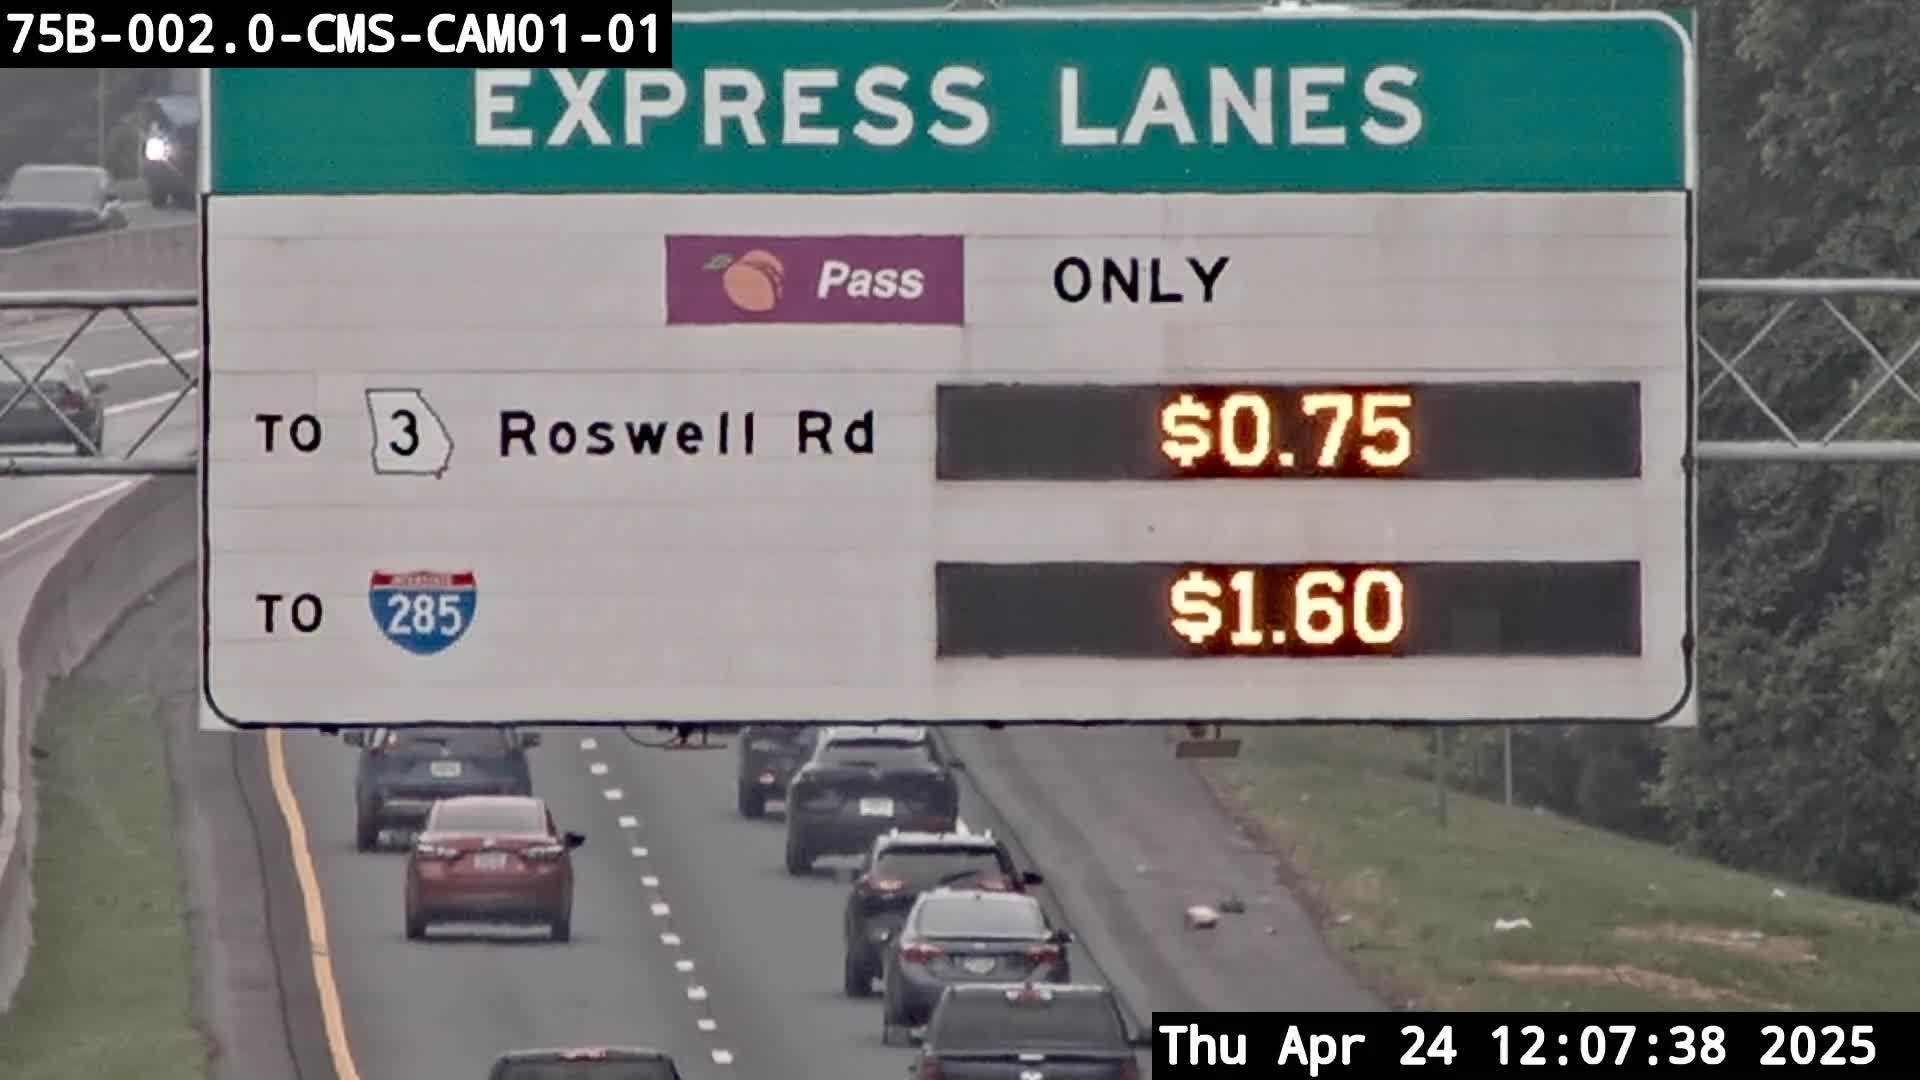 75B-002.0-CMS-CAM01-01
EXPRESS LANES
Pass ONLY
TO 3 Roswell Rd $0.75
TO INTERSTATE 285 $1.60
Thu Apr 24 12:07:38 2025